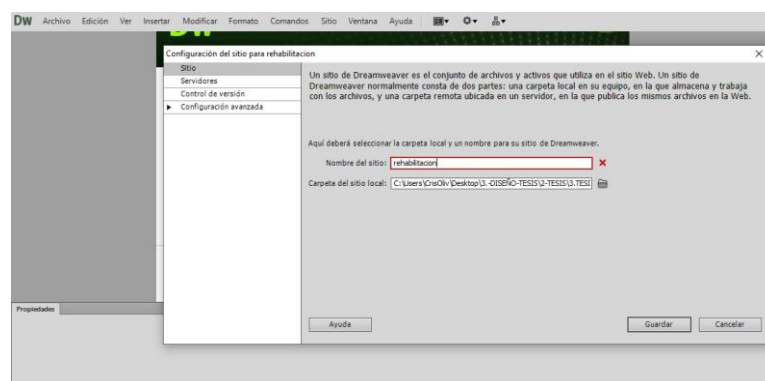 DW Archivo Edición Ver Insertar Modificar Formato Comandos Sitio Ventana Ayuda
DW
Configuración del sitio para rehabilitacion
Sitio
Servidores
Control de versión
Configuración avanzada
Un sitio de Dreamweaver es el conjunto de archivos y activos que utiliza en el sitio Web. Un sitio de
Dreamweaver normalmente consta de dos partes: una carpeta local en su equipo, en la que almacena y trabaja
con los archivos, y una carpeta remota ubicada en un servidor, en la que publica los mismos archivos en la Web.
Aquí deberá seleccionar la carpeta local y un nombre para su sitio de Dreamweaver.
Nombre del sitio: rehabilitacion
Carpeta del sitio local: C:\Users\CrisOliv\Desktop\3.-DISEÑO-TESIS\2-TESIS\3.TESI
Propiedades
Ayuda Guardar Cancelar